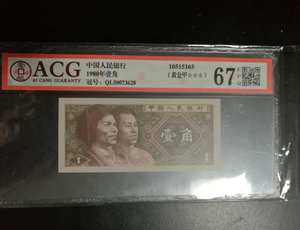 ACG
AI CANG GUARANTY
中国人民银行
1980年壹角
冠号: QL50073628
10515165
(黄金甲☆☆☆)
67
中国人民银行
壹角